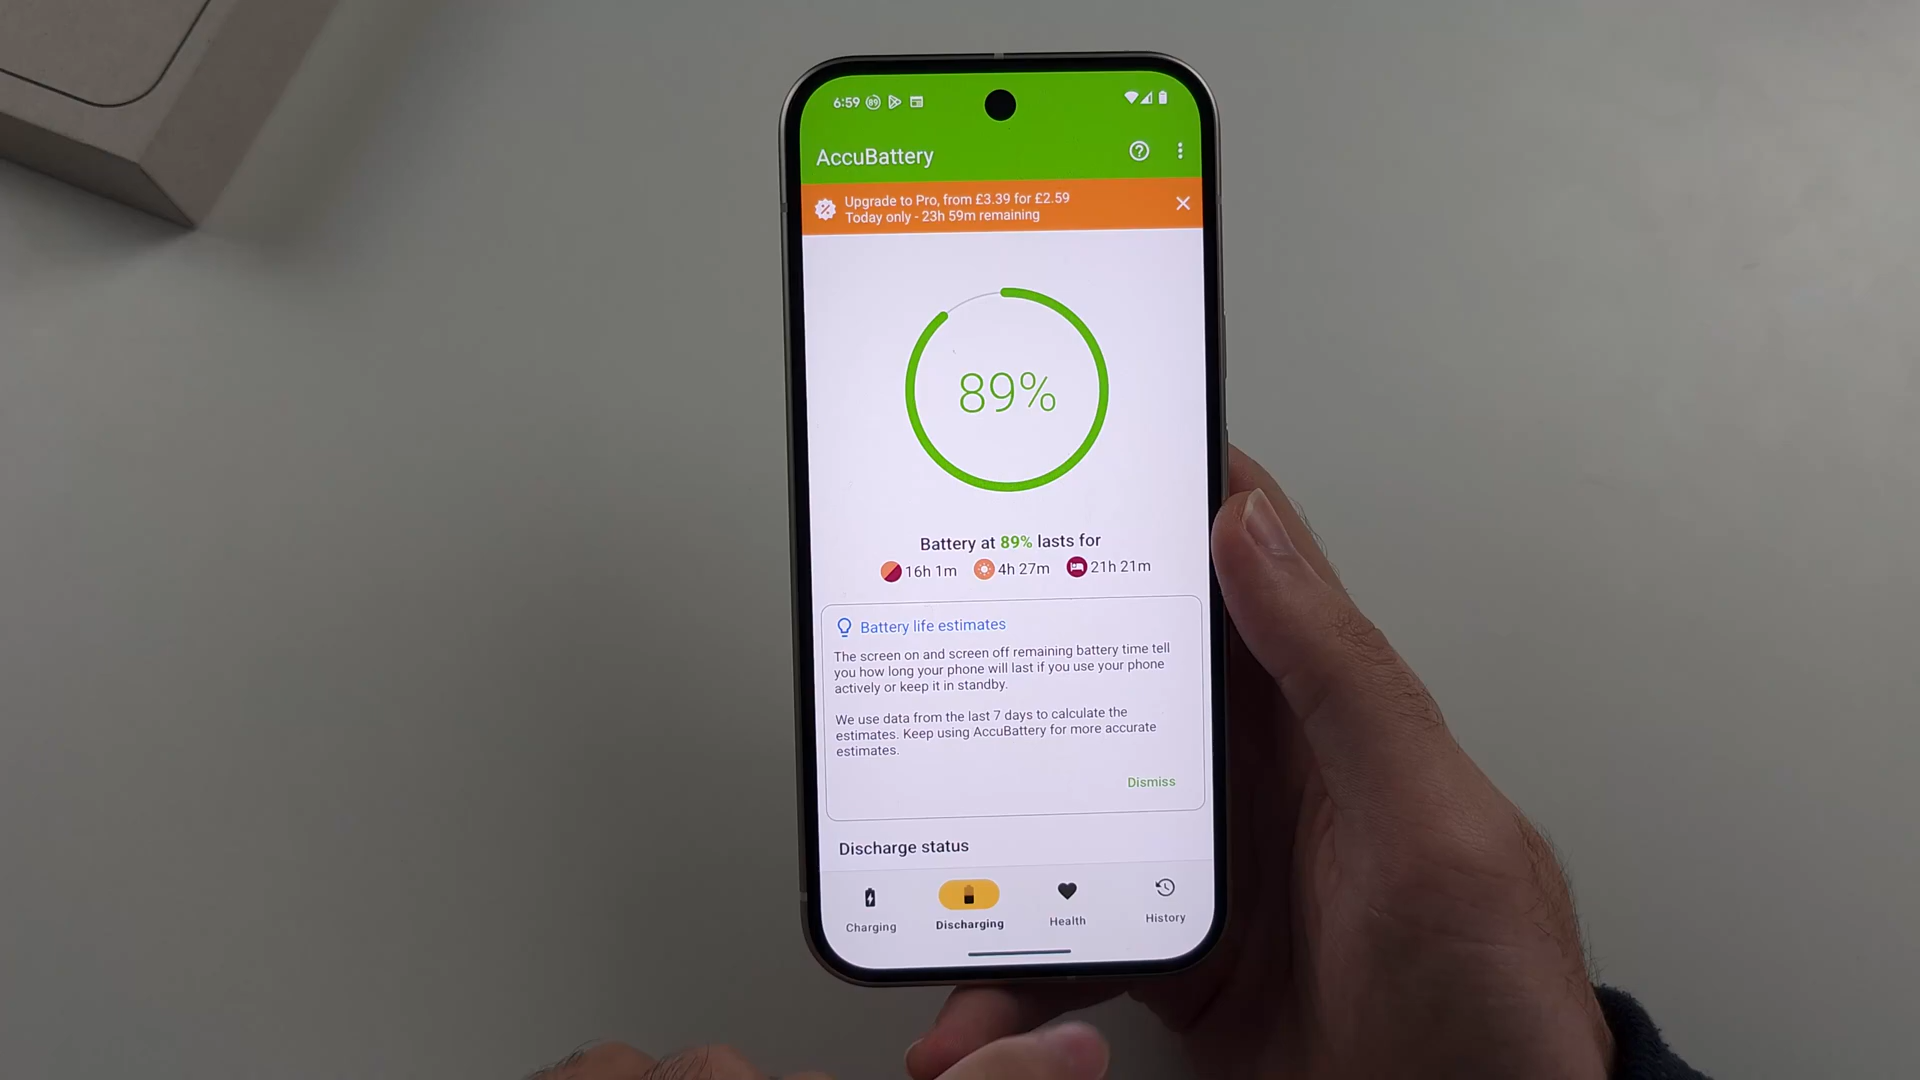 6:59 89
AccuBattery
Upgrade to Pro, from £3.39 for £2.59
Today only - 23h 59m remaining
89%
Battery at 89% lasts for
16h 1m 4h 27m 21h 21m
Battery life estimates
The screen on and screen off remaining battery time tell
you how long your phone will last if you use your phone
actively or keep it in standby.
We use data from the last 7 days to calculate the
estimates. Keep using AccuBattery for more accurate
estimates.
Dismiss
Discharge status
Charging Discharging Health History